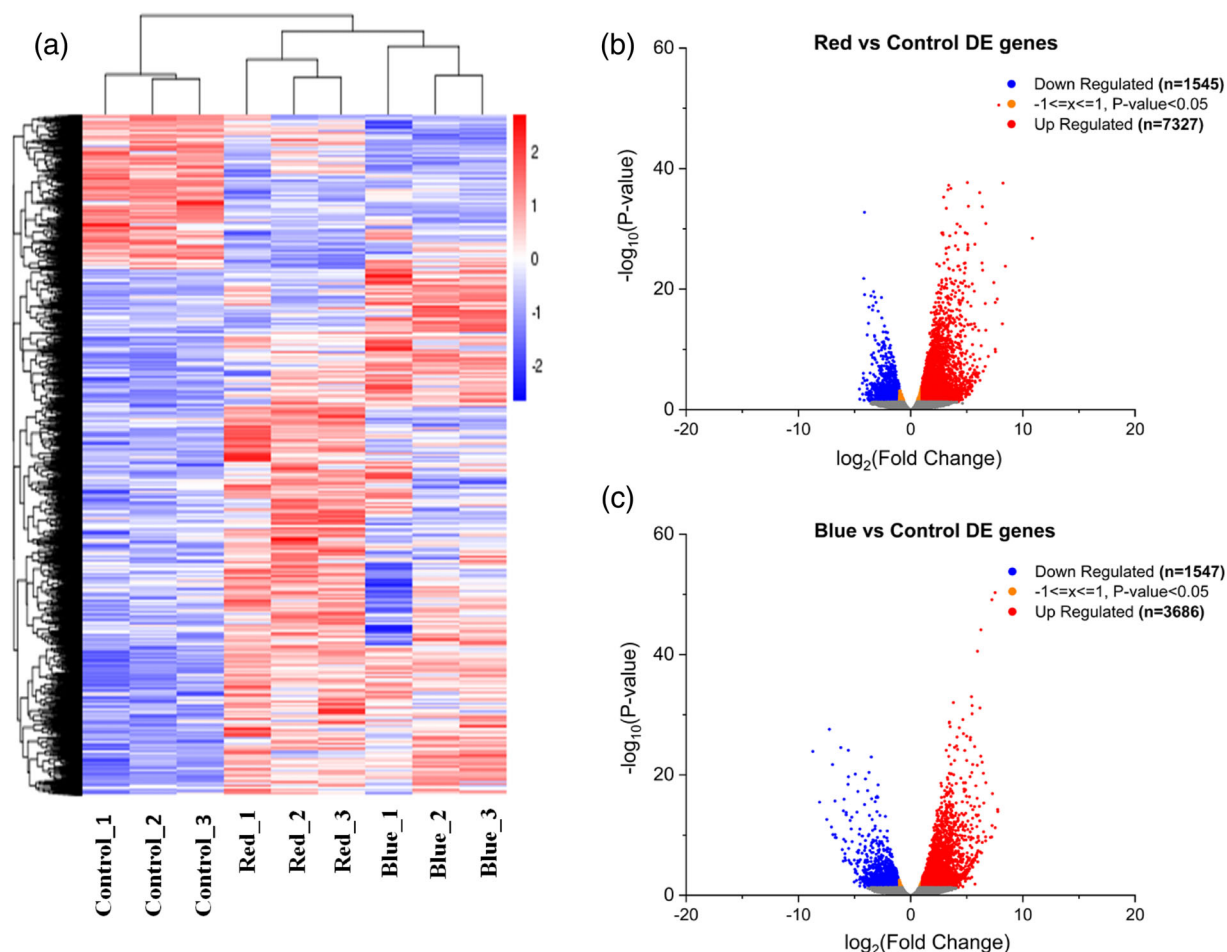 (a)
2
1
0
-1
-2
Control_1
Control_2
Control_3
Red_1
Red_2
Red_3
Blue_1
Blue_2
Blue_3
(b)
Red vs Control DE genes
Down Regulated (n=1545)
-1<=x<=1, P-value<0.05
Up Regulated (n=7327)
60
40
20
0
-log10(P-value)
-20
-10
0
10
20
log2(Fold Change)
(c)
Blue vs Control DE genes
Down Regulated (n=1547)
-1<=x<=1, P-value<0.05
Up Regulated (n=3686)
60
40
20
0
-log10(P-value)
-20
-10
0
10
20
log2(Fold Change)